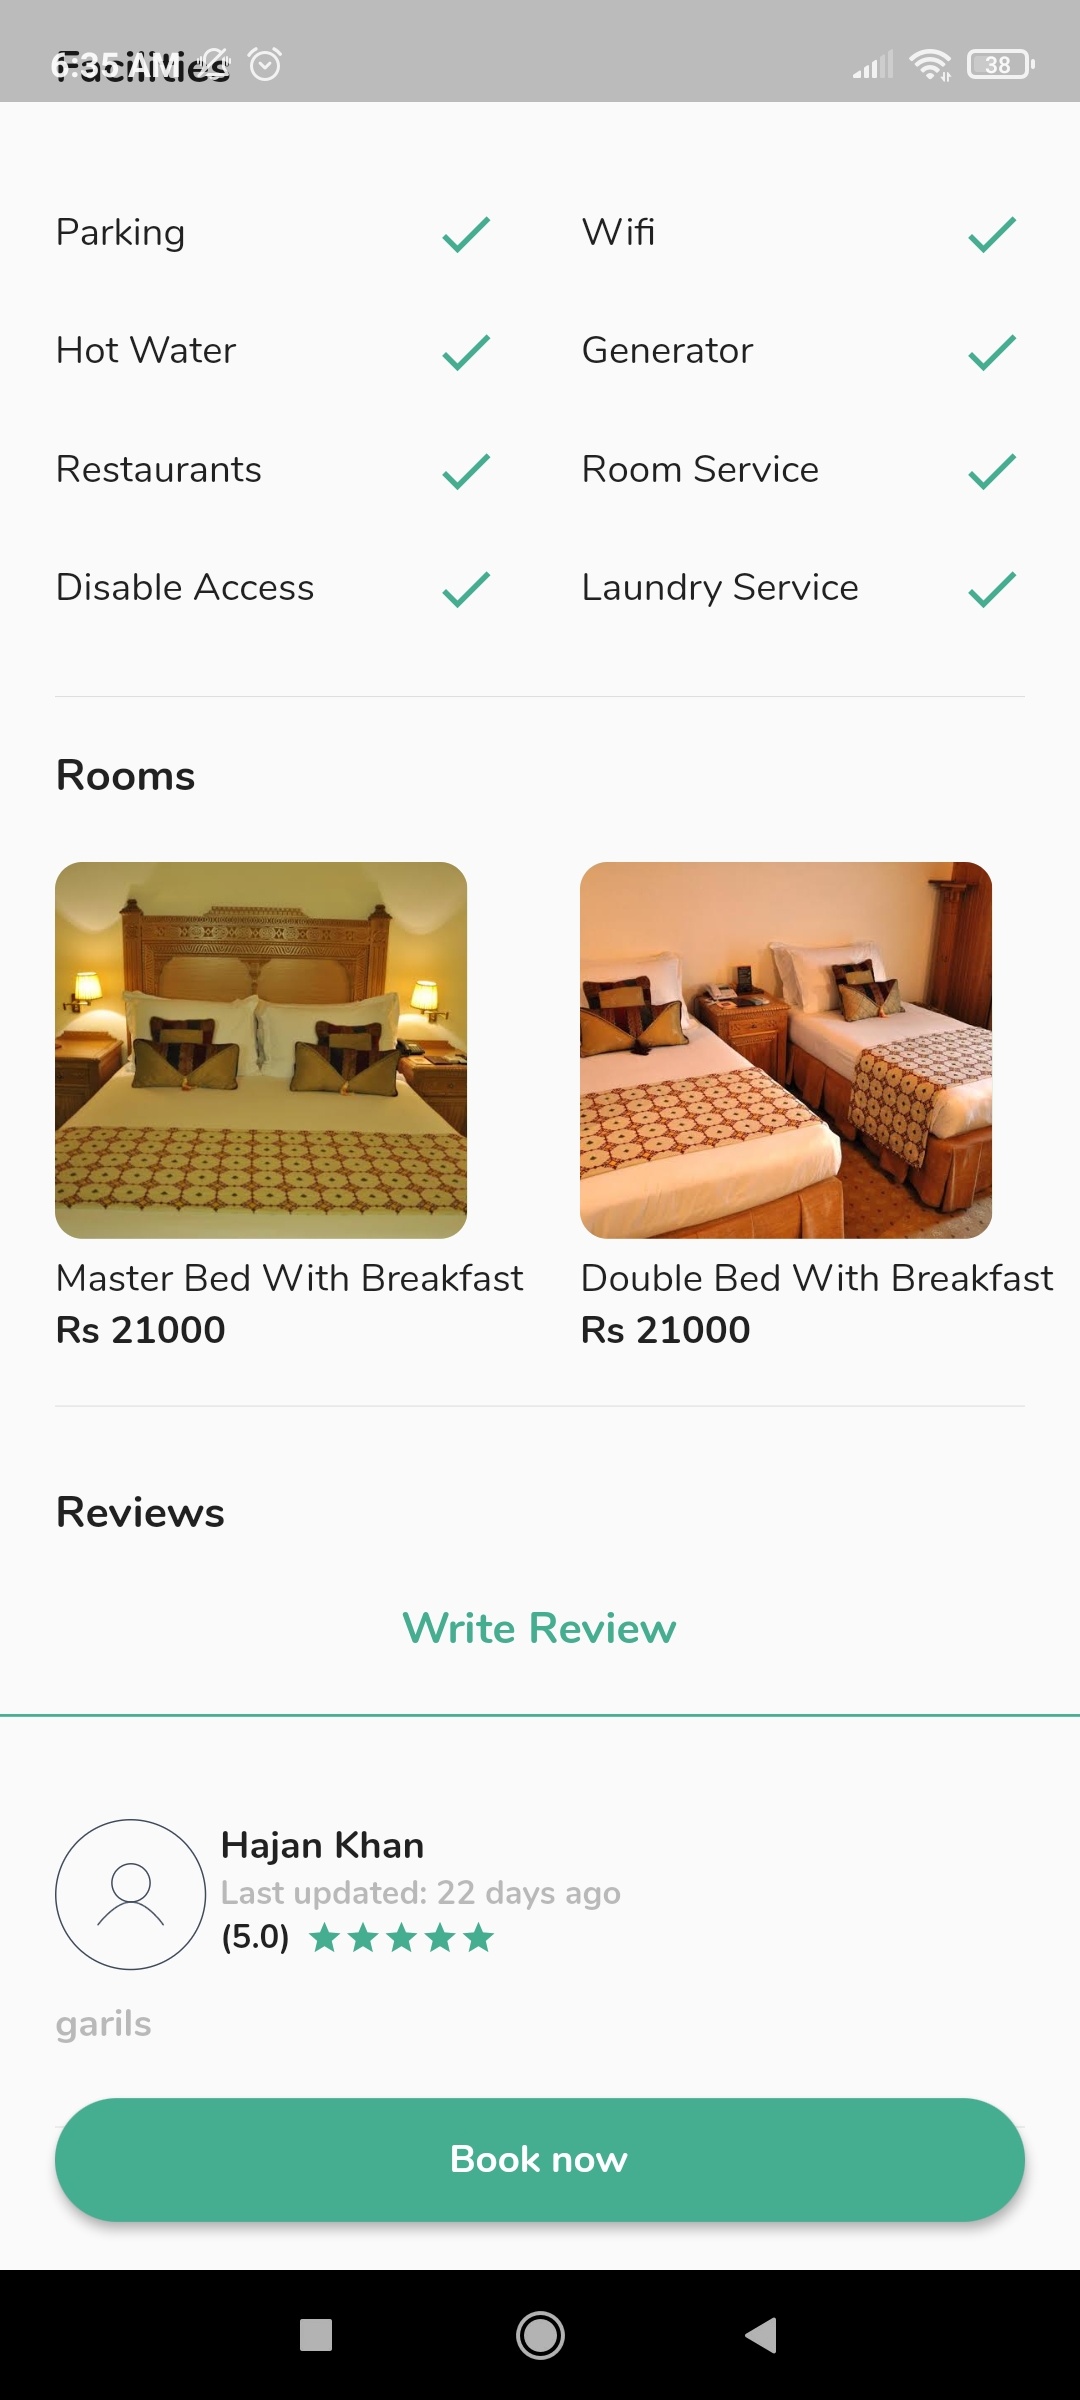 6:35 AM
38
Facilities
Parking
Wifi
Hot Water
Generator
Restaurants
Room Service
Disable Access
Laundry Service
Rooms
Master Bed With Breakfast
Rs 21000
Double Bed With Breakfast
Rs 21000
Reviews
Write Review
Hajan Khan
Last updated: 22 days ago
(5.0)
garils
Book now